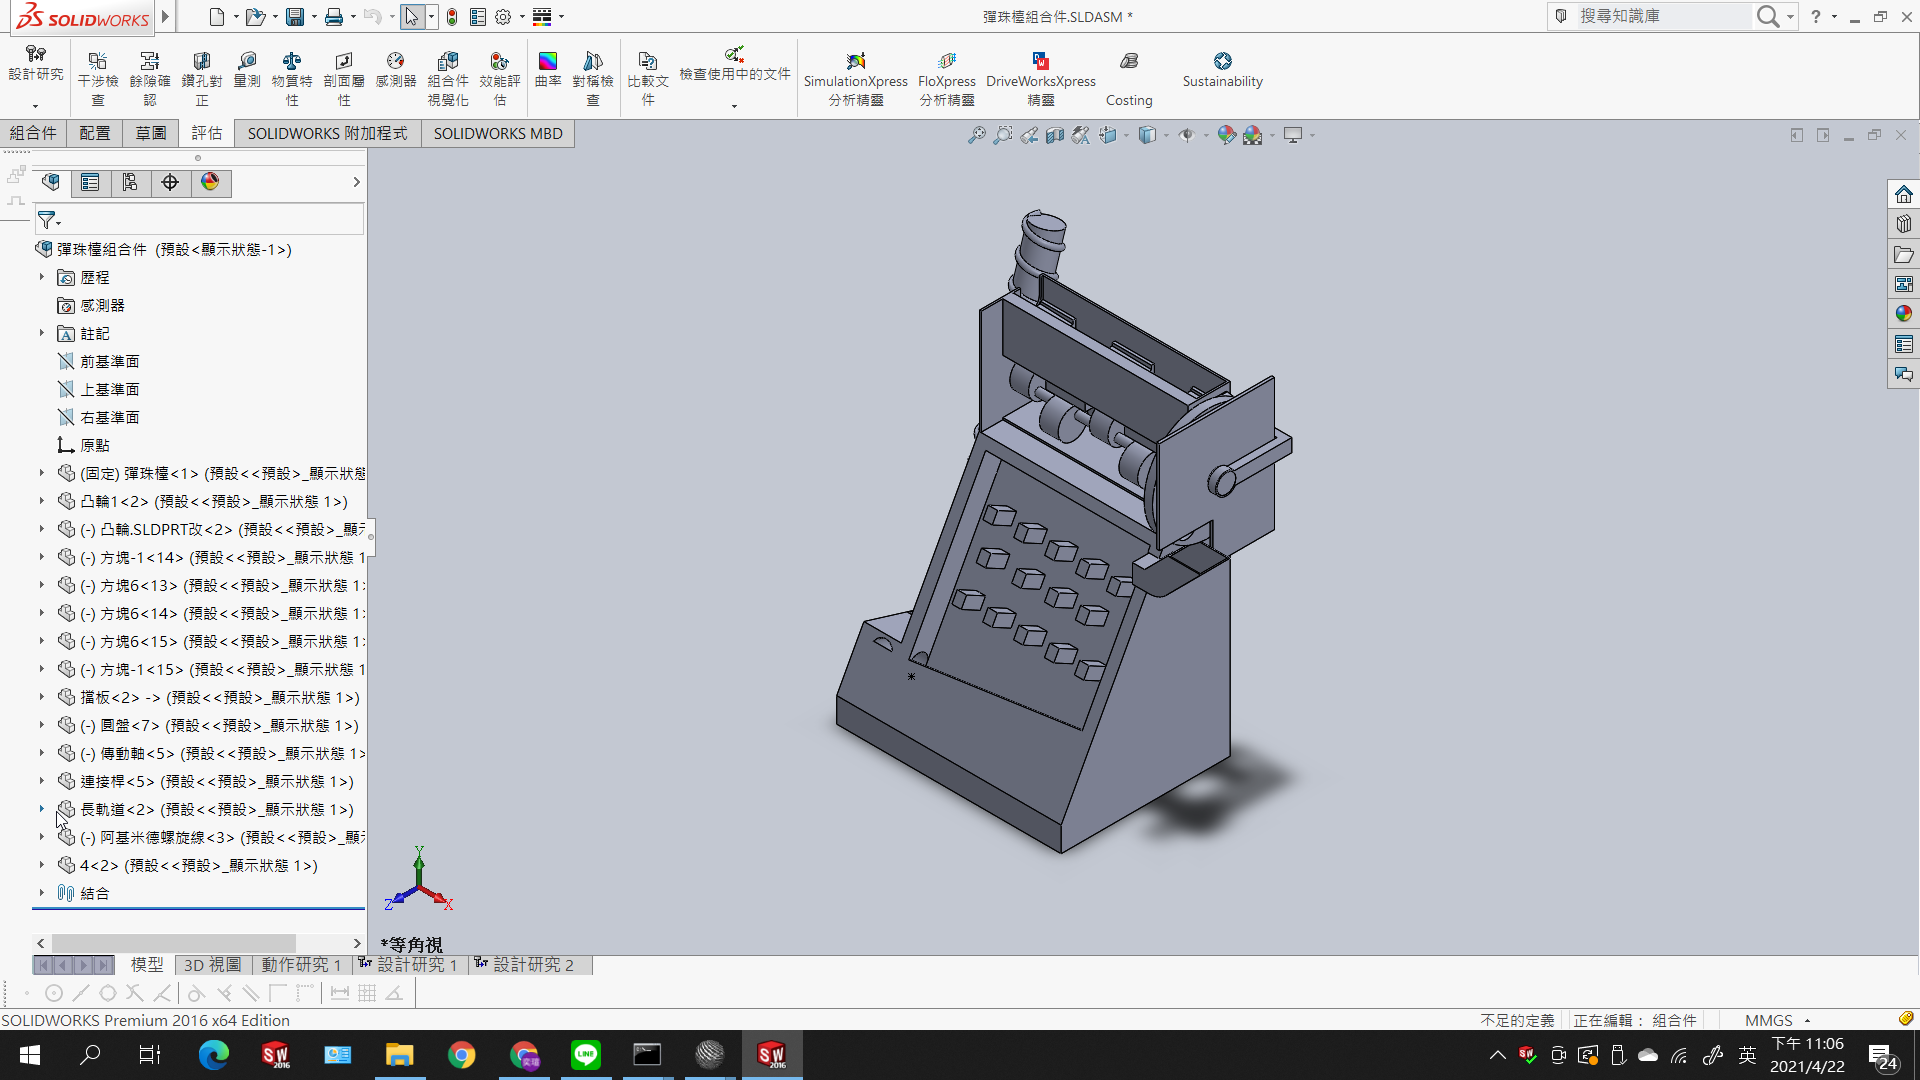 SOLIDWORKS
彈珠檯組合件.SLDASM *
搜尋知識庫
設計研究
干涉檢查
餘隙確認
鑽孔對正
量測
物質特性
剖面屬性
感測器
組合件視覺化
效能評估
曲率
對稱檢查
比較文件
檢查使用中的文件
SimulationXpress 分析精靈
FloXpress 分析精靈
DriveWorksXpress 精靈
Costing
Sustainability
組合件 配置 草圖 評估 SOLIDWORKS 附加程式 SOLIDWORKS MBD
彈珠檯組合件 (預設<顯示狀態-1>)
歷程
感測器
註記
前基準面
上基準面
右基準面
原點
(固定) 彈珠檯<1> (預設<<預設>_顯示狀態
凸輪1<2> (預設<<預設>_顯示狀態 1>)
(-) 凸輪.SLDPRT改<2> (預設<<預設>_顯示
(-) 方塊-1<14> (預設<<預設>_顯示狀態 1
(-) 方塊6<13> (預設<<預設>_顯示狀態 1>
(-) 方塊6<14> (預設<<預設>_顯示狀態 1>
(-) 方塊6<15> (預設<<預設>_顯示狀態 1>
(-) 方塊-1<15> (預設<<預設>_顯示狀態 1
擋板<2> -> (預設<<預設>_顯示狀態 1>)
(-) 圓盤<7> (預設<<預設>_顯示狀態 1>)
(-) 傳動軸<5> (預設<<預設>_顯示狀態 1>
連接桿<5> (預設<<預設>_顯示狀態 1>)
長軌道<2> (預設<<預設>_顯示狀態 1>)
(-) 阿基米德螺旋線<3> (預設<<預設>_顯示
4<2> (預設<<預設>_顯示狀態 1>)
結合
Y
Z
X
*等角視
模型 3D 視圖 動作研究 1 設計研究 1 設計研究 2
SOLIDWORKS Premium 2016 x64 Edition
不足的定義 正在編輯： 組合件 MMGS
英
下午 11:06
2021/4/22
24